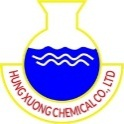 HUNG XUONG CHEMICAL CO., LTD